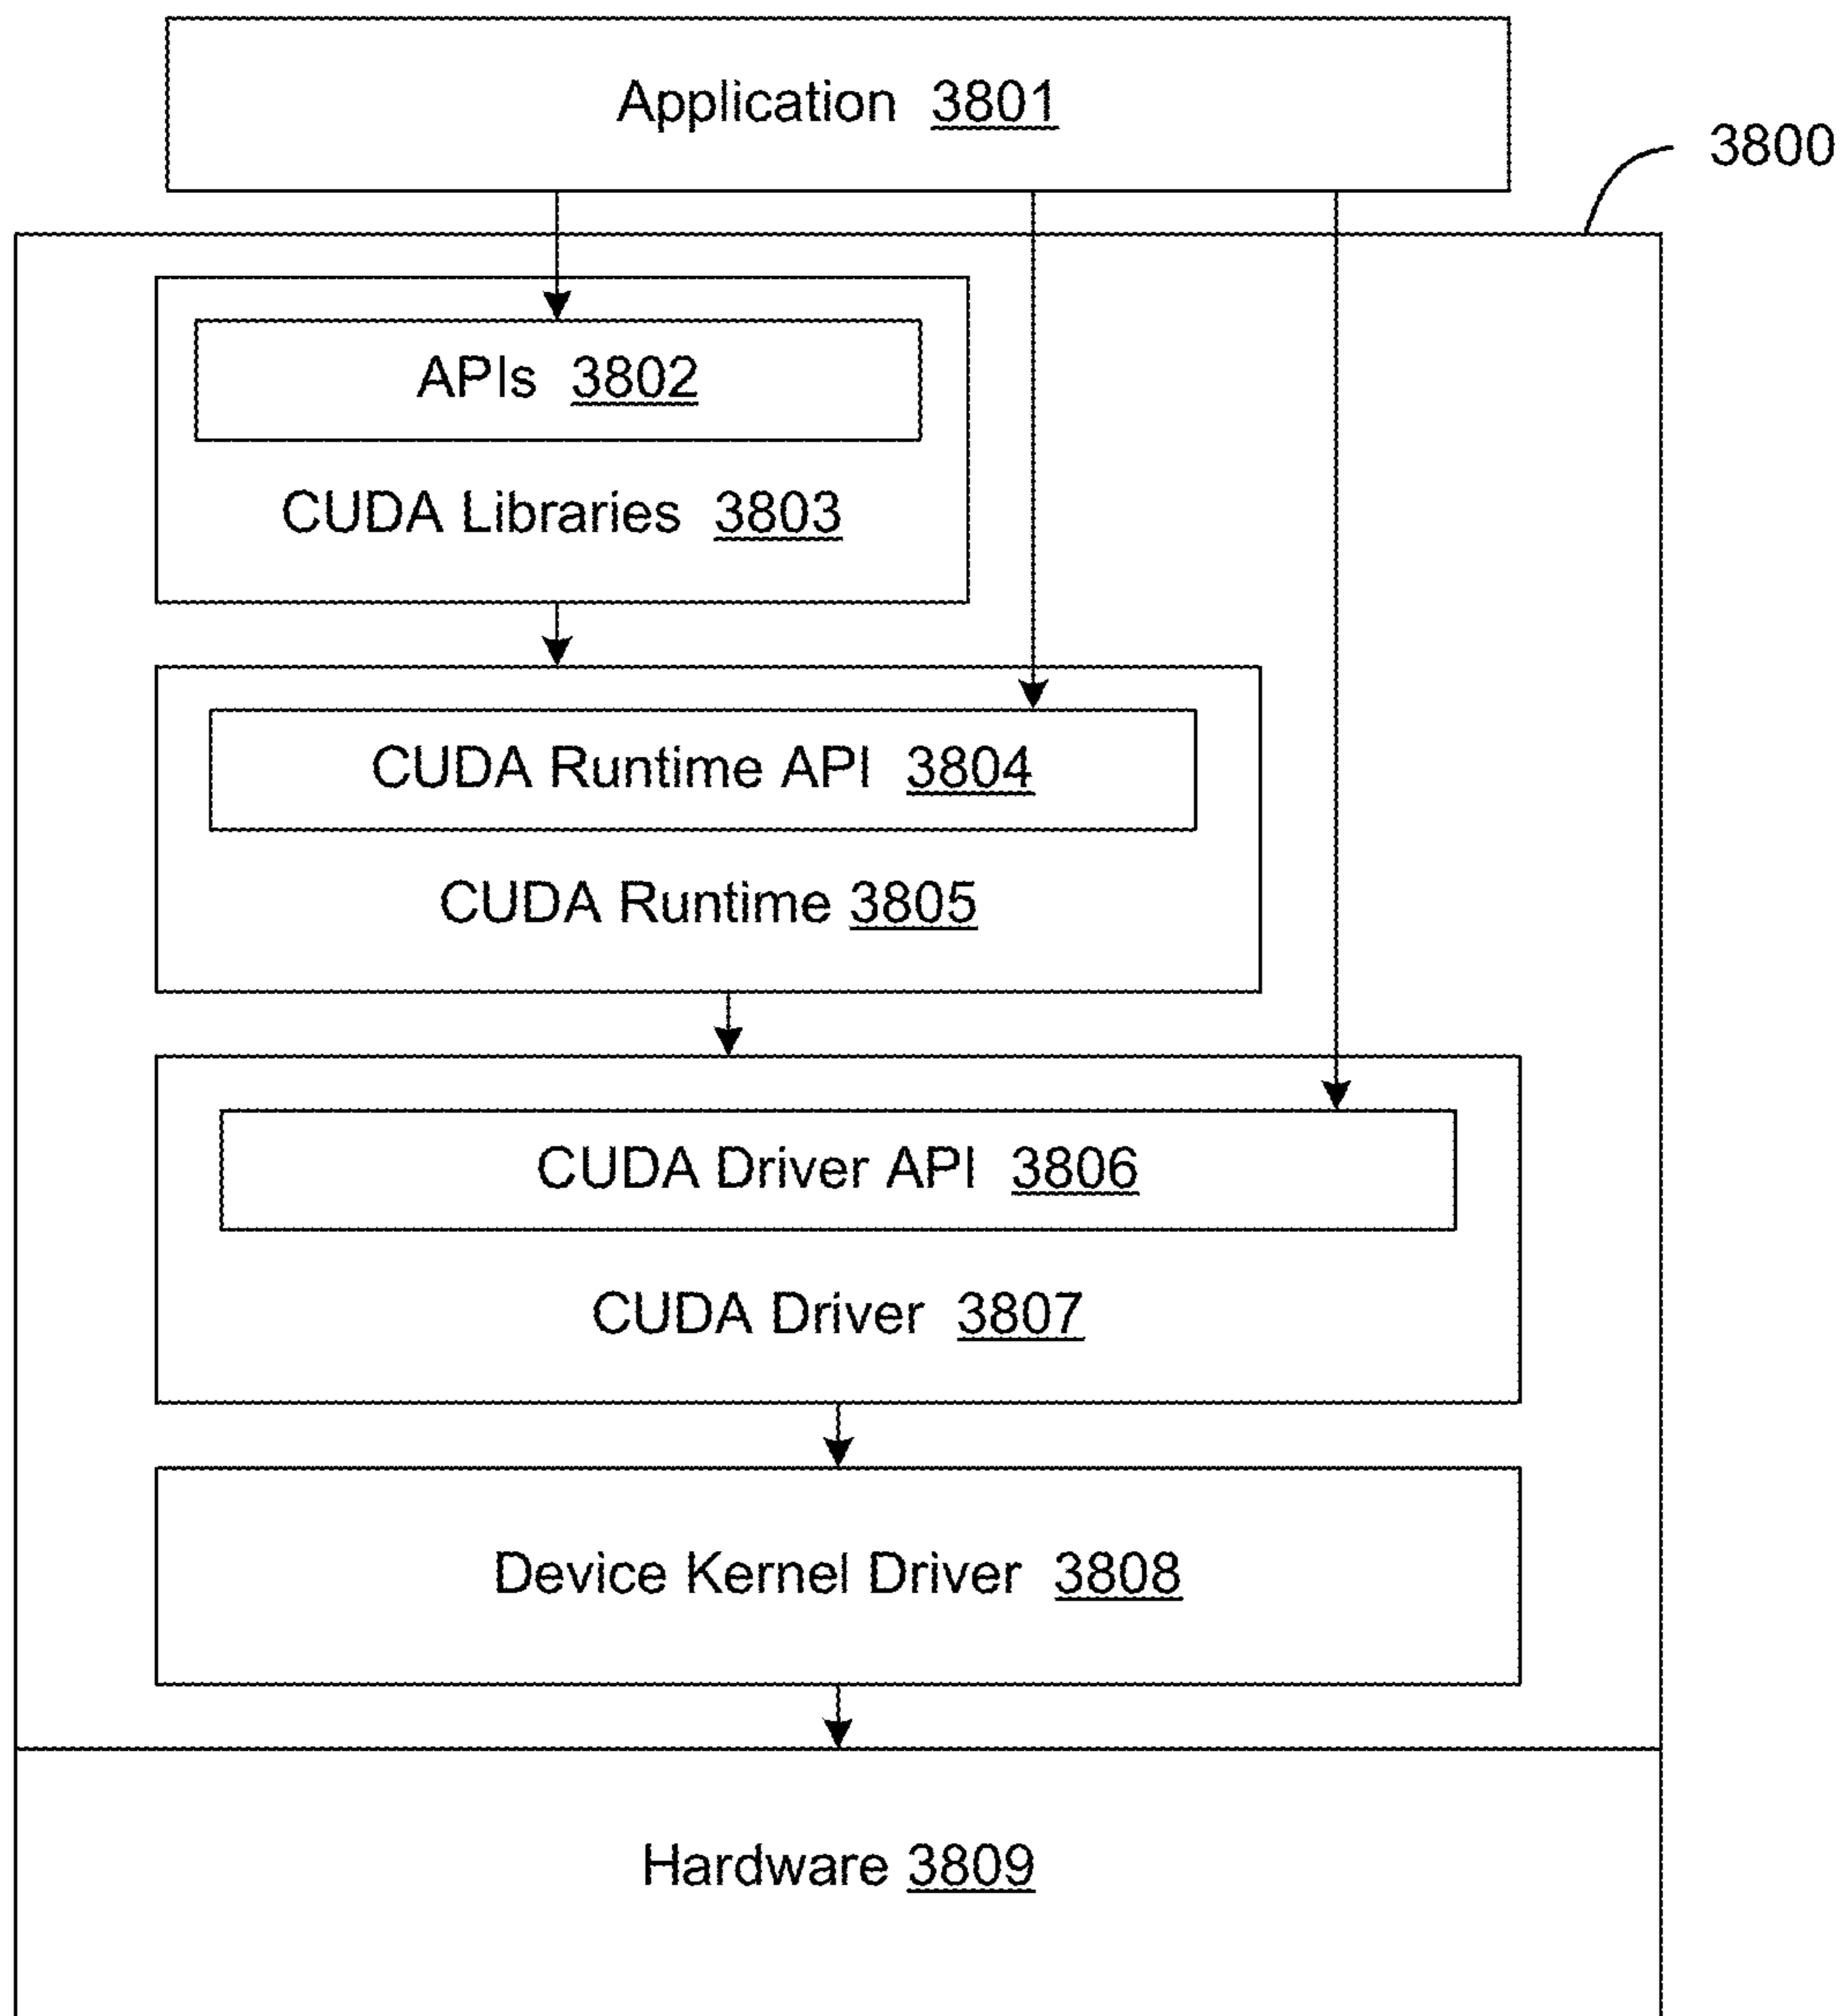 Application 3801
3800
APIs 3802
CUDA Libraries 3803
CUDA Runtime API 3804
CUDA Runtime 3805
CUDA Driver API 3806
CUDA Driver 3807
Device Kernel Driver 3808
Hardware 3809